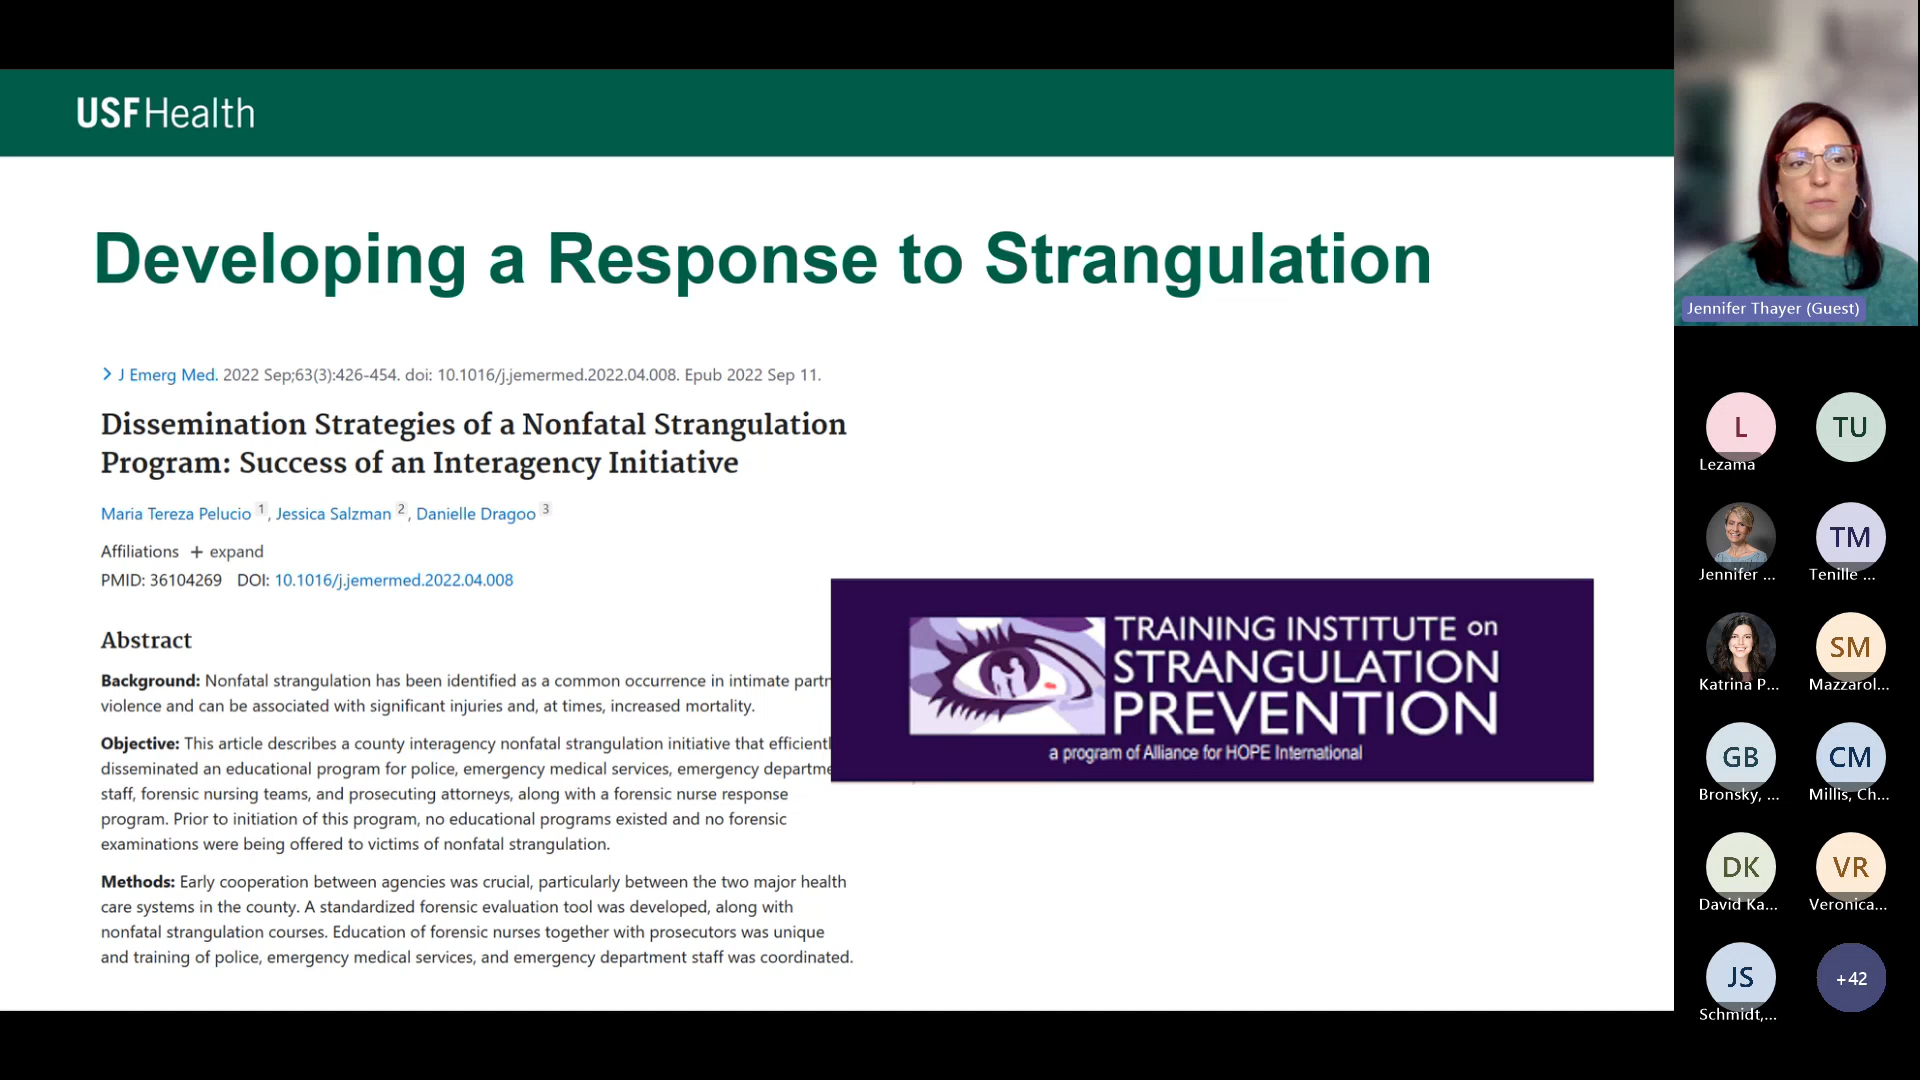 USF Health
Developing a Response to Strangulation
J Emerg Med. 2022 Sep;63(3):426-454. doi: 10.1016/j.jemermed.2022.04.008. Epub 2022 Sep 11.
Dissemination Strategies of a Nonfatal Strangulation
Program: Success of an Interagency Initiative
Maria Tereza Pelucio 1, Jessica Salzman 2, Danielle Dragoo 3
Affiliations + expand
PMID: 36104269 DOI: 10.1016/j.jemermed.2022.04.008
Abstract
Background: Nonfatal strangulation has been identified as a common occurrence in intimate partn
violence and can be associated with significant injuries and, at times, increased mortality.
Objective: This article describes a county interagency nonfatal strangulation initiative that efficientl
disseminated an educational program for police, emergency medical services, emergency departme
staff, forensic nursing teams, and prosecuting attorneys, along with a forensic nurse response
program. Prior to initiation of this program, no educational programs existed and no forensic
examinations were being offered to victims of nonfatal strangulation.
Methods: Early cooperation between agencies was crucial, particularly between the two major health
care systems in the county. A standardized forensic evaluation tool was developed, along with
nonfatal strangulation courses. Education of forensic nurses together with prosecutors was unique
and training of police, emergency medical services, and emergency department staff was coordinated.
TRAINING INSTITUTE on
STRANGULATION
PREVENTION
a program of Alliance for HOPE International
Jennifer Thayer (Guest)
L
Lezama
TU
Jennifer ...
TM
Tenille ...
Katrina P...
SM
Mazzarol...
GB
Bronsky, ...
CM
Millis, Ch...
DK
David Ka...
VR
Veronica...
JS
Schmidt,...
+42